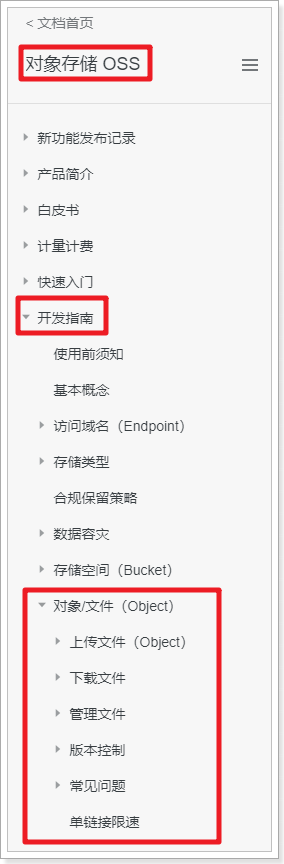 < 文档首页
对象存储 OSS
新功能发布记录
产品简介
白皮书
计量计费
快速入门
开发指南
使用前须知
基本概念
访问域名（Endpoint）
存储类型
合规保留策略
数据容灾
存储空间（Bucket）
对象/文件（Object）
上传文件（Object）
下载文件
管理文件
版本控制
常见问题
单链接限速